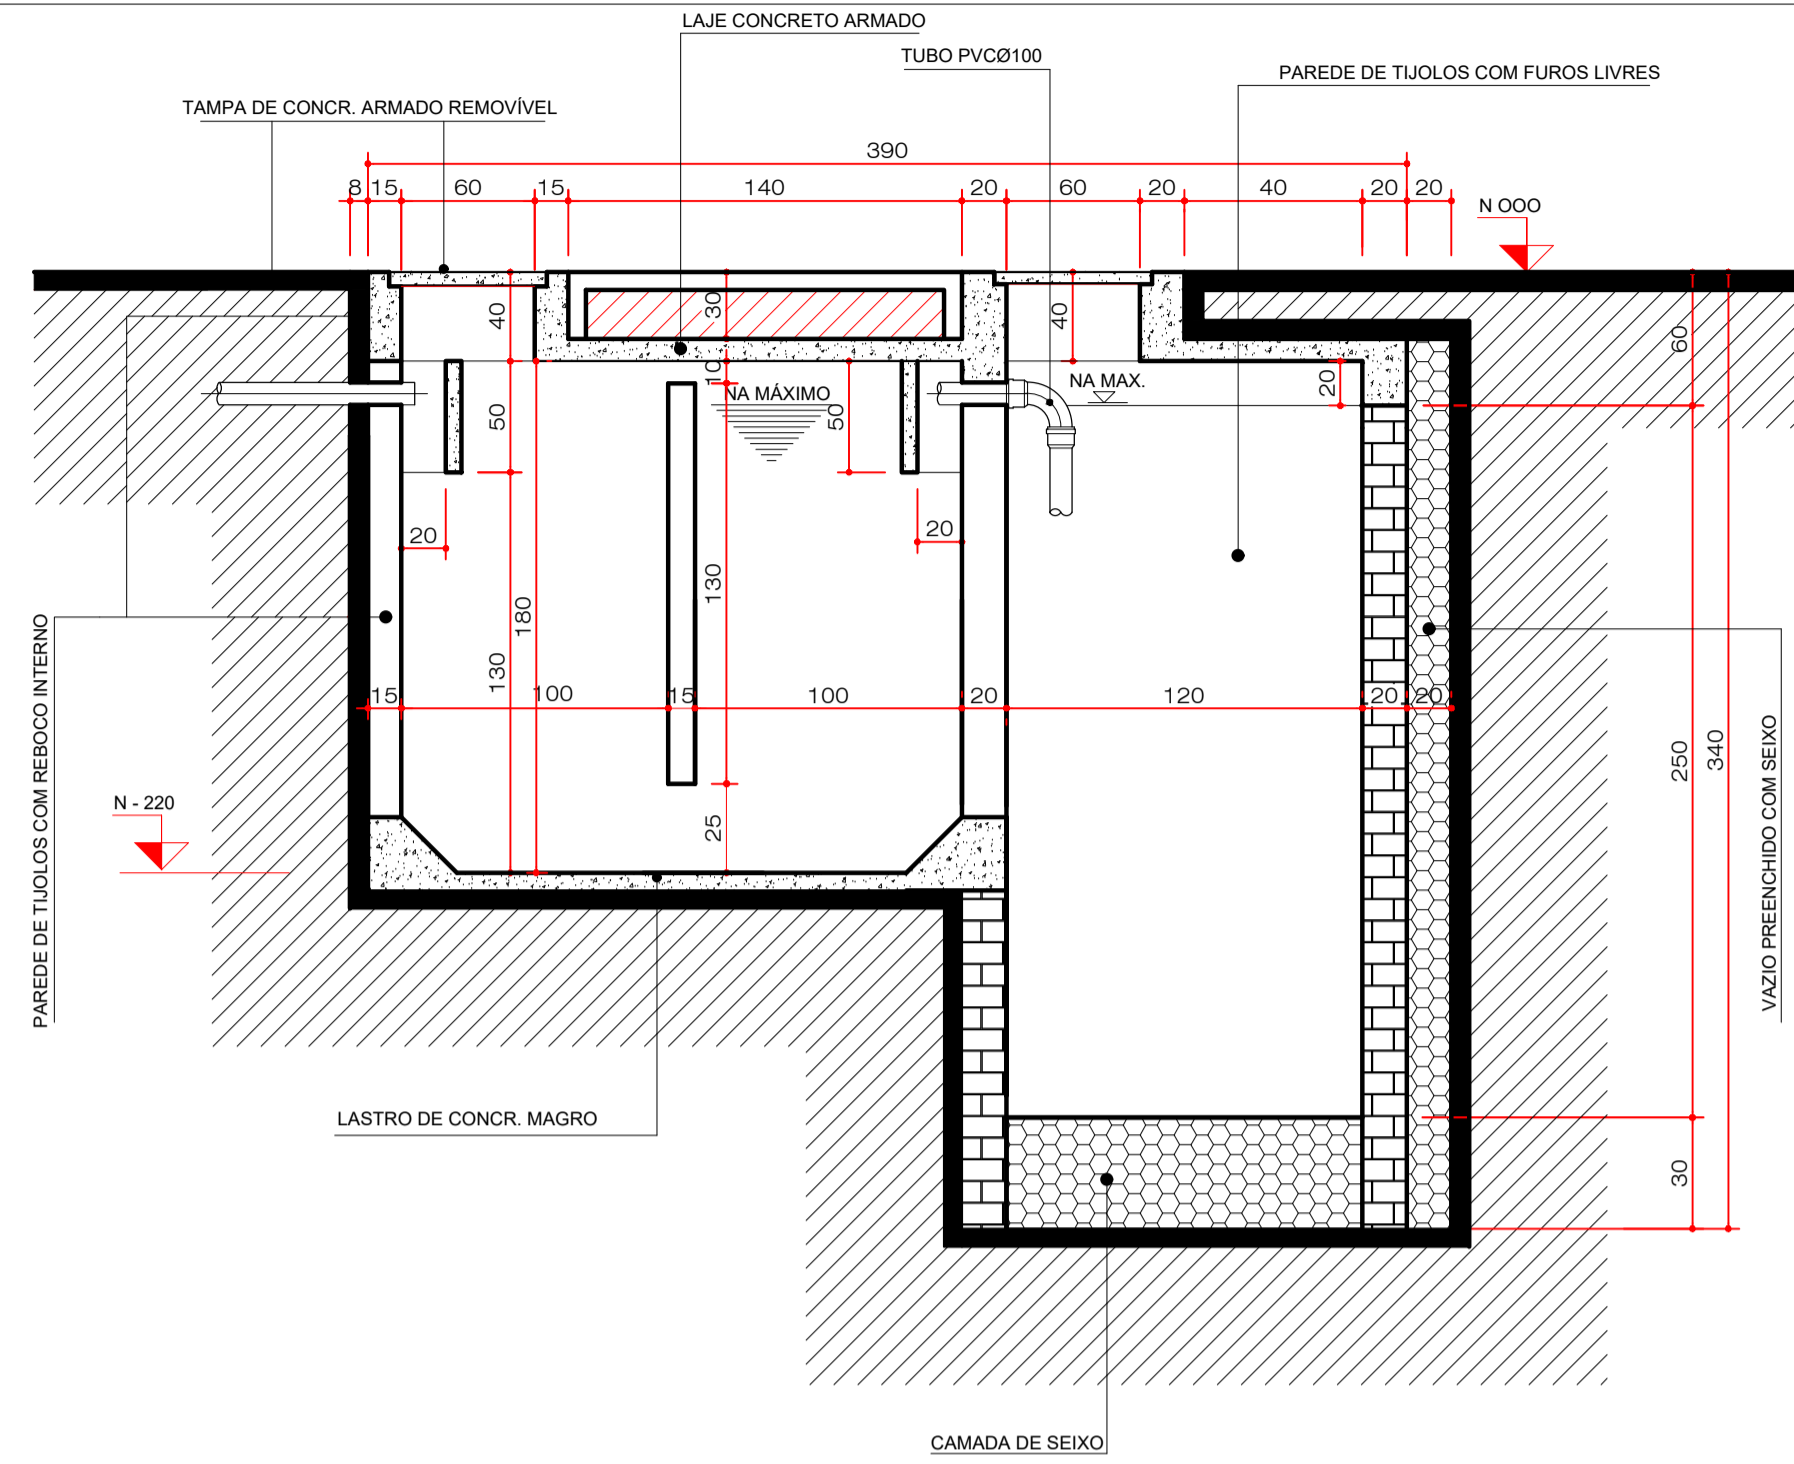 LAJE CONCRETO ARMADO
TUBO PVCØ100
PAREDE DE TIJOLOS COM FUROS LIVRES
TAMPA DE CONCR. ARMADO REMOVÍVEL
390
8 15 60 15 140 20 60 20 40 20 20
N OOO
40
30
40
60
10
20
NA MÁXIMO
NA MAX.
50
50
20
20
130
180
130
15 100 15 100 20 120 20 20
25
250
340
30
PAREDE DE TIJOLOS COM REBOCO INTERNO
N - 220
VAZIO PREENCHIDO COM SEIXO
LASTRO DE CONCR. MAGRO
CAMADA DE SEIXO